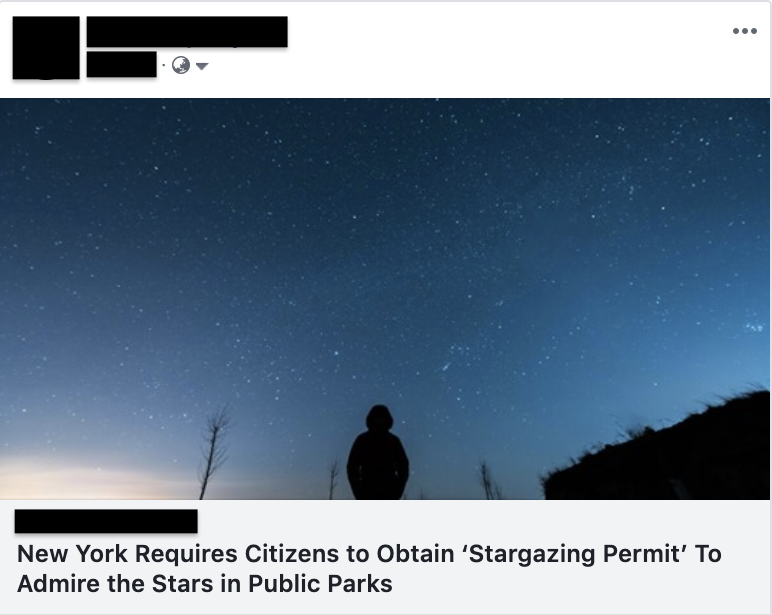 New York Requires Citizens to Obtain ‘Stargazing Permit’ To
Admire the Stars in Public Parks